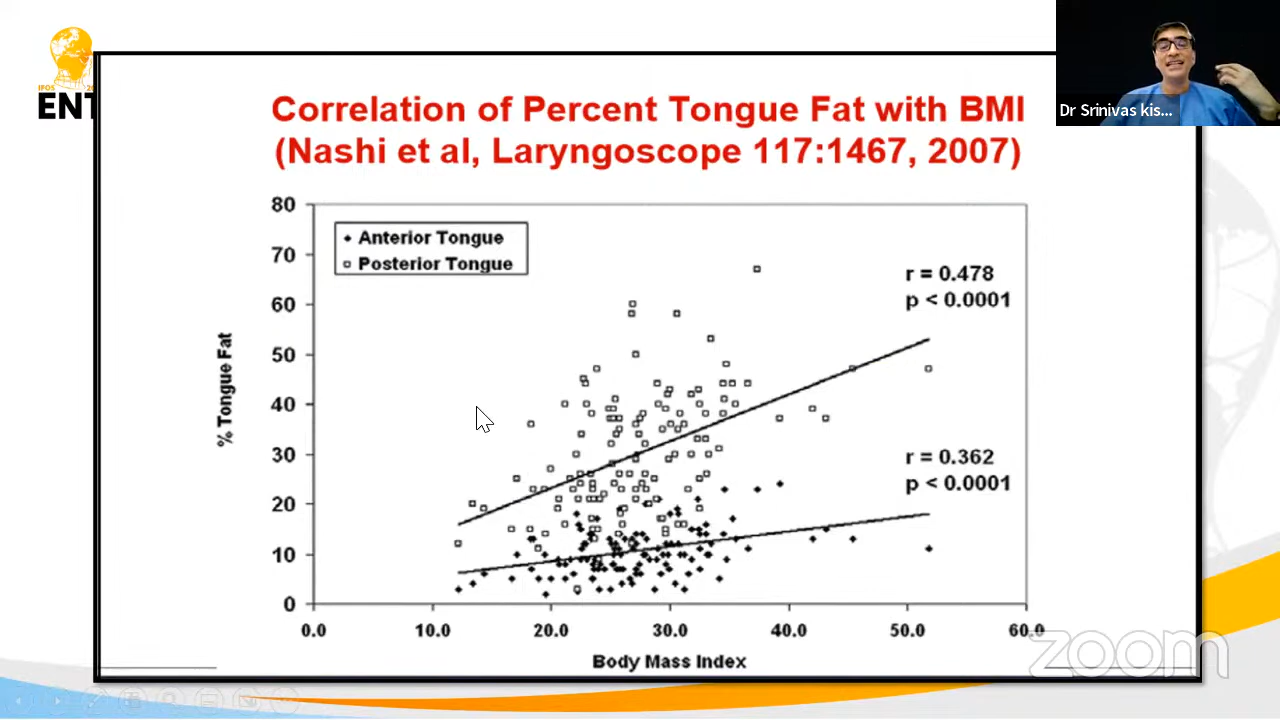 IFOS
ENT
Dr Srinivas kis...
Correlation of Percent Tongue Fat with BMI
(Nashi et al, Laryngoscope 117:1467, 2007)
80
70
60
50
40
30
20
10
0
% Tongue Fat
Anterior Tongue
Posterior Tongue
r = 0.478
p < 0.0001
r = 0.362
p < 0.0001
0.0 10.0 20.0 30.0 40.0 50.0 60.0
Body Mass Index
zoom